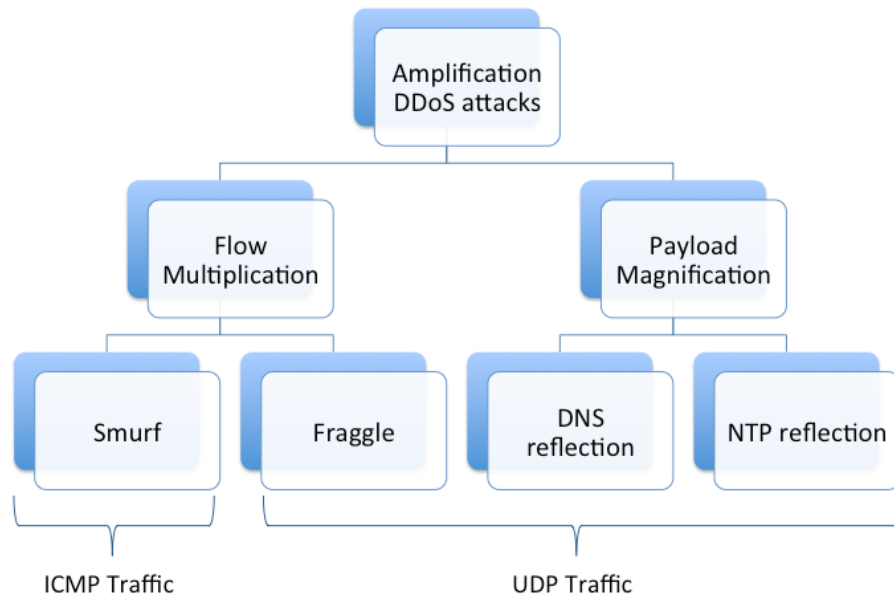 Amplification
DDoS attacks
Flow
Multiplication
Payload
Magnification
Smurf
Fraggle
DNS
reflection
NTP reflection
ICMP Traffic
UDP Traffic